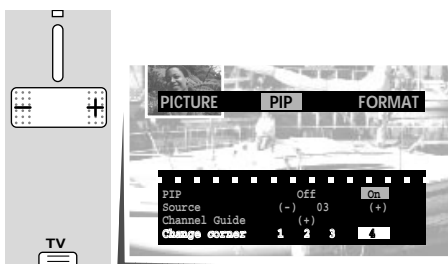 PICTURE PIP FORMAT
PIP Off On
Source (-) 03 (+)
Channel Guide (+)
Change corner 1 2 3 4
TV